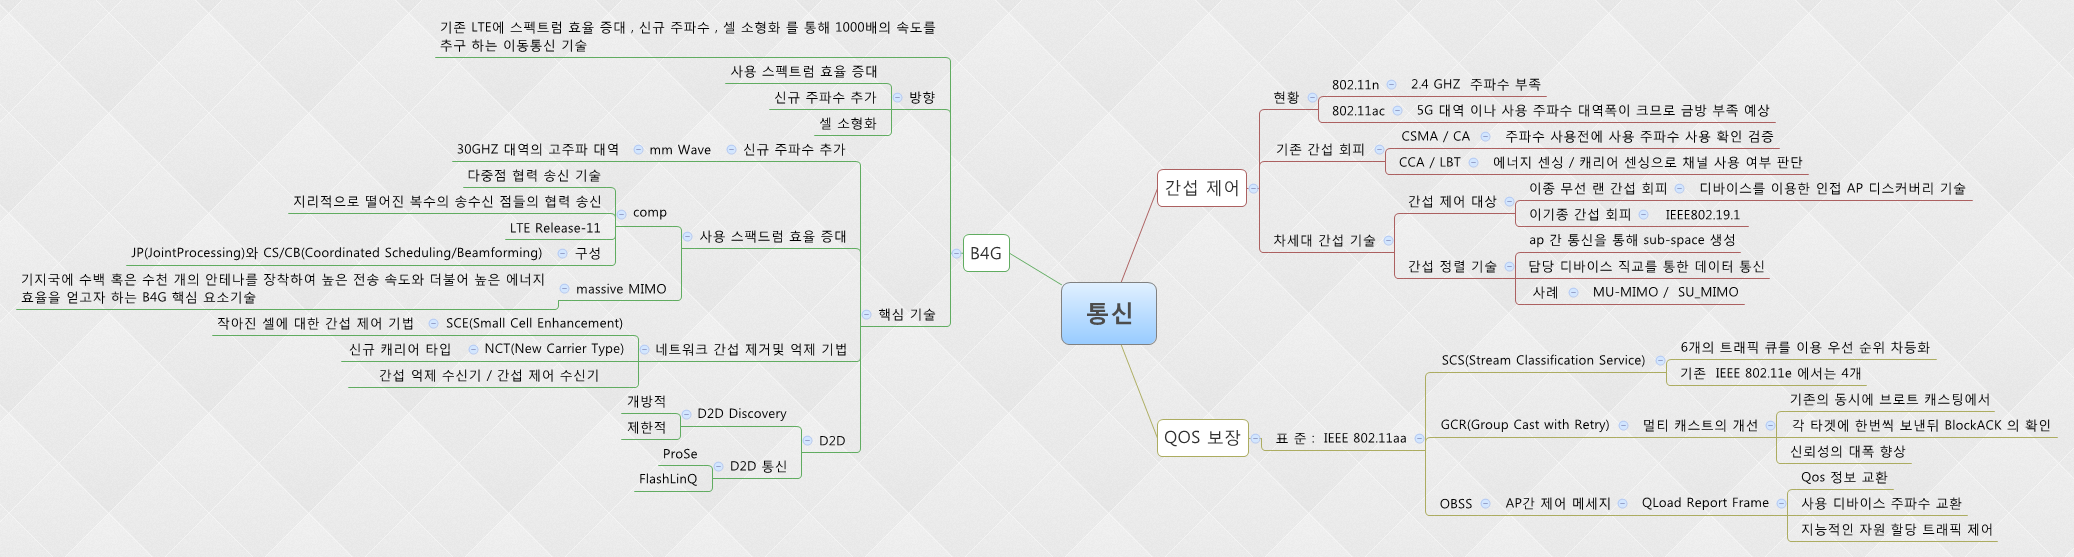 통신
B4G
기존 LTE에 스펙트럼 효율 증대 , 신규 주파수 , 셀 소형화 를 통해 1000배의 속도를
추구 하는 이동통신 기술
방향
사용 스펙트럼 효율 증대
신규 주파수 추가
셀 소형화
핵심 기술
신규 주파수 추가
mm Wave
30GHZ 대역의 고주파 대역
사용 스팩드럼 효율 증대
comp
다중점 협력 송신 기술
지리적으로 떨어진 복수의 송수신 점들의 협력 송신
LTE Release-11
구성
JP(JointProcessing)와 CS/CB(Coordinated Scheduling/Beamforming)
massive MIMO
기지국에 수백 혹은 수천 개의 안테나를 장착하여 높은 전송 속도와 더불어 높은 에너지
효율을 얻고자 하는 B4G 핵심 요소기술
네트워크 간섭 제거및 억제 기법
SCE(Small Cell Enhancement)
작아진 셀에 대한 간섭 제어 기법
NCT(New Carrier Type)
신규 캐리어 타입
간섭 억제 수신기 / 간섭 제어 수신기
D2D
D2D Discovery
개방적
제한적
D2D 통신
ProSe
FlashLinQ
간섭 제어
현황
802.11n
2.4 GHZ 주파수 부족
802.11ac
5G 대역 이나 사용 주파수 대역폭이 크므로 금방 부족 예상
기존 간섭 회피
CSMA / CA
주파수 사용전에 사용 주파수 사용 확인 검증
CCA / LBT
에너지 센싱 / 캐리어 센싱으로 채널 사용 여부 판단
차세대 간섭 기술
간섭 제어 대상
이종 무선 랜 간섭 회피
디바이스를 이용한 인접 AP 디스커버리 기술
이기종 간섭 회피
IEEE802.19.1
간섭 정렬 기술
ap 간 통신을 통해 sub-space 생성
담당 디바이스 직교를 통한 데이터 통신
사례
MU-MIMO / SU_MIMO
QOS 보장
표 준 : IEEE 802.11aa
SCS(Stream Classification Service)
6개의 트래픽 큐를 이용 우선 순위 차등화
기존 IEEE 802.11e 에서는 4개
GCR(Group Cast with Retry)
멀티 캐스트의 개선
기존의 동시에 브로트 캐스팅에서
각 타겟에 한번씩 보낸뒤 BlockACK 의 확인
신뢰성의 대폭 향상
OBSS
AP간 제어 메세지
QLoad Report Frame
Qos 정보 교환
사용 디바이스 주파수 교환
지능적인 자원 할당 트래픽 제어